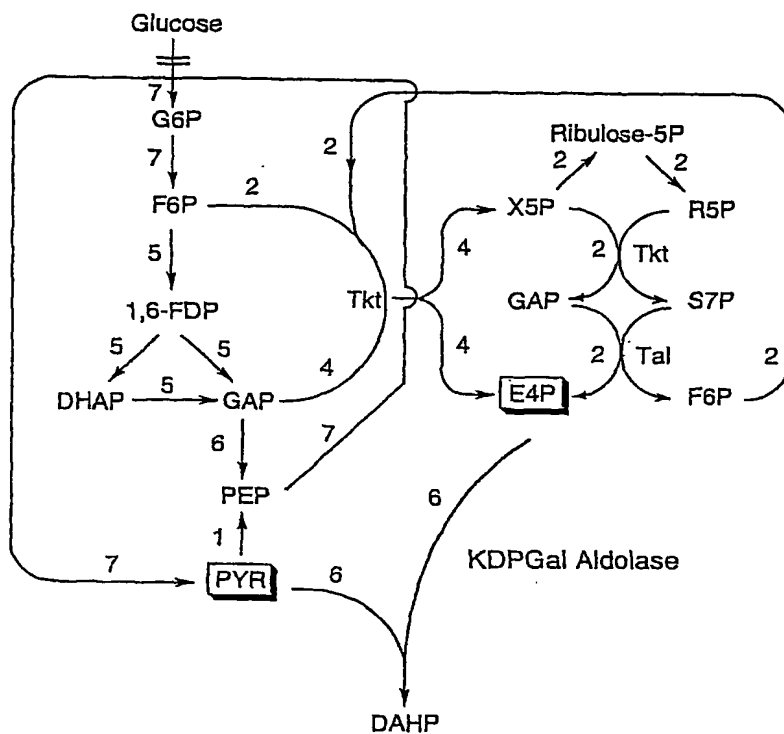 Glucose
7
G6P
7
F6P
2
2
5
1,6-FDP
5
5
DHAP
5
GAP
4
6
7
PEP
1
7
PYR
6
Tkt
4
4
Ribulose-5P
2
2
X5P
R5P
2
Tkt
GAP
S7P
2
Tal
E4P
F6P
2
6
KDPGal Aldolase
DAHP